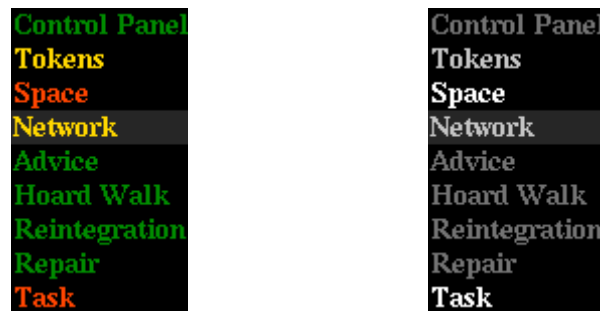 Control Panel
Tokens
Space
Network
Advice
Hoard Walk
Reintegration
Repair
Task
Control Panel
Tokens
Space
Network
Advice
Hoard Walk
Reintegration
Repair
Task